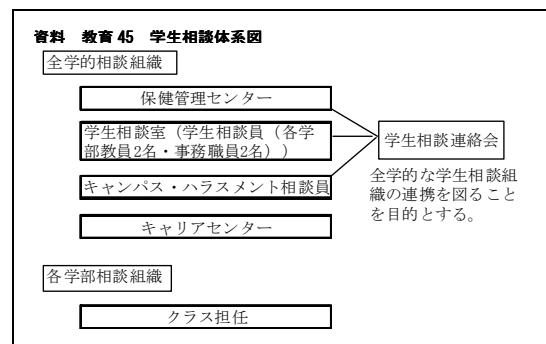 資料 教育 45 学生相談体系図
全学的相談組織
保健管理センター
学生相談室（学生相談員（各学
部教員2名・事務職員2名））
キャンパス・ハラスメント相談員
キャリアセンター
学生相談連絡会
全学的な学生相談組
織の連携を図ること
を目的とする。
各学部相談組織
クラス担任